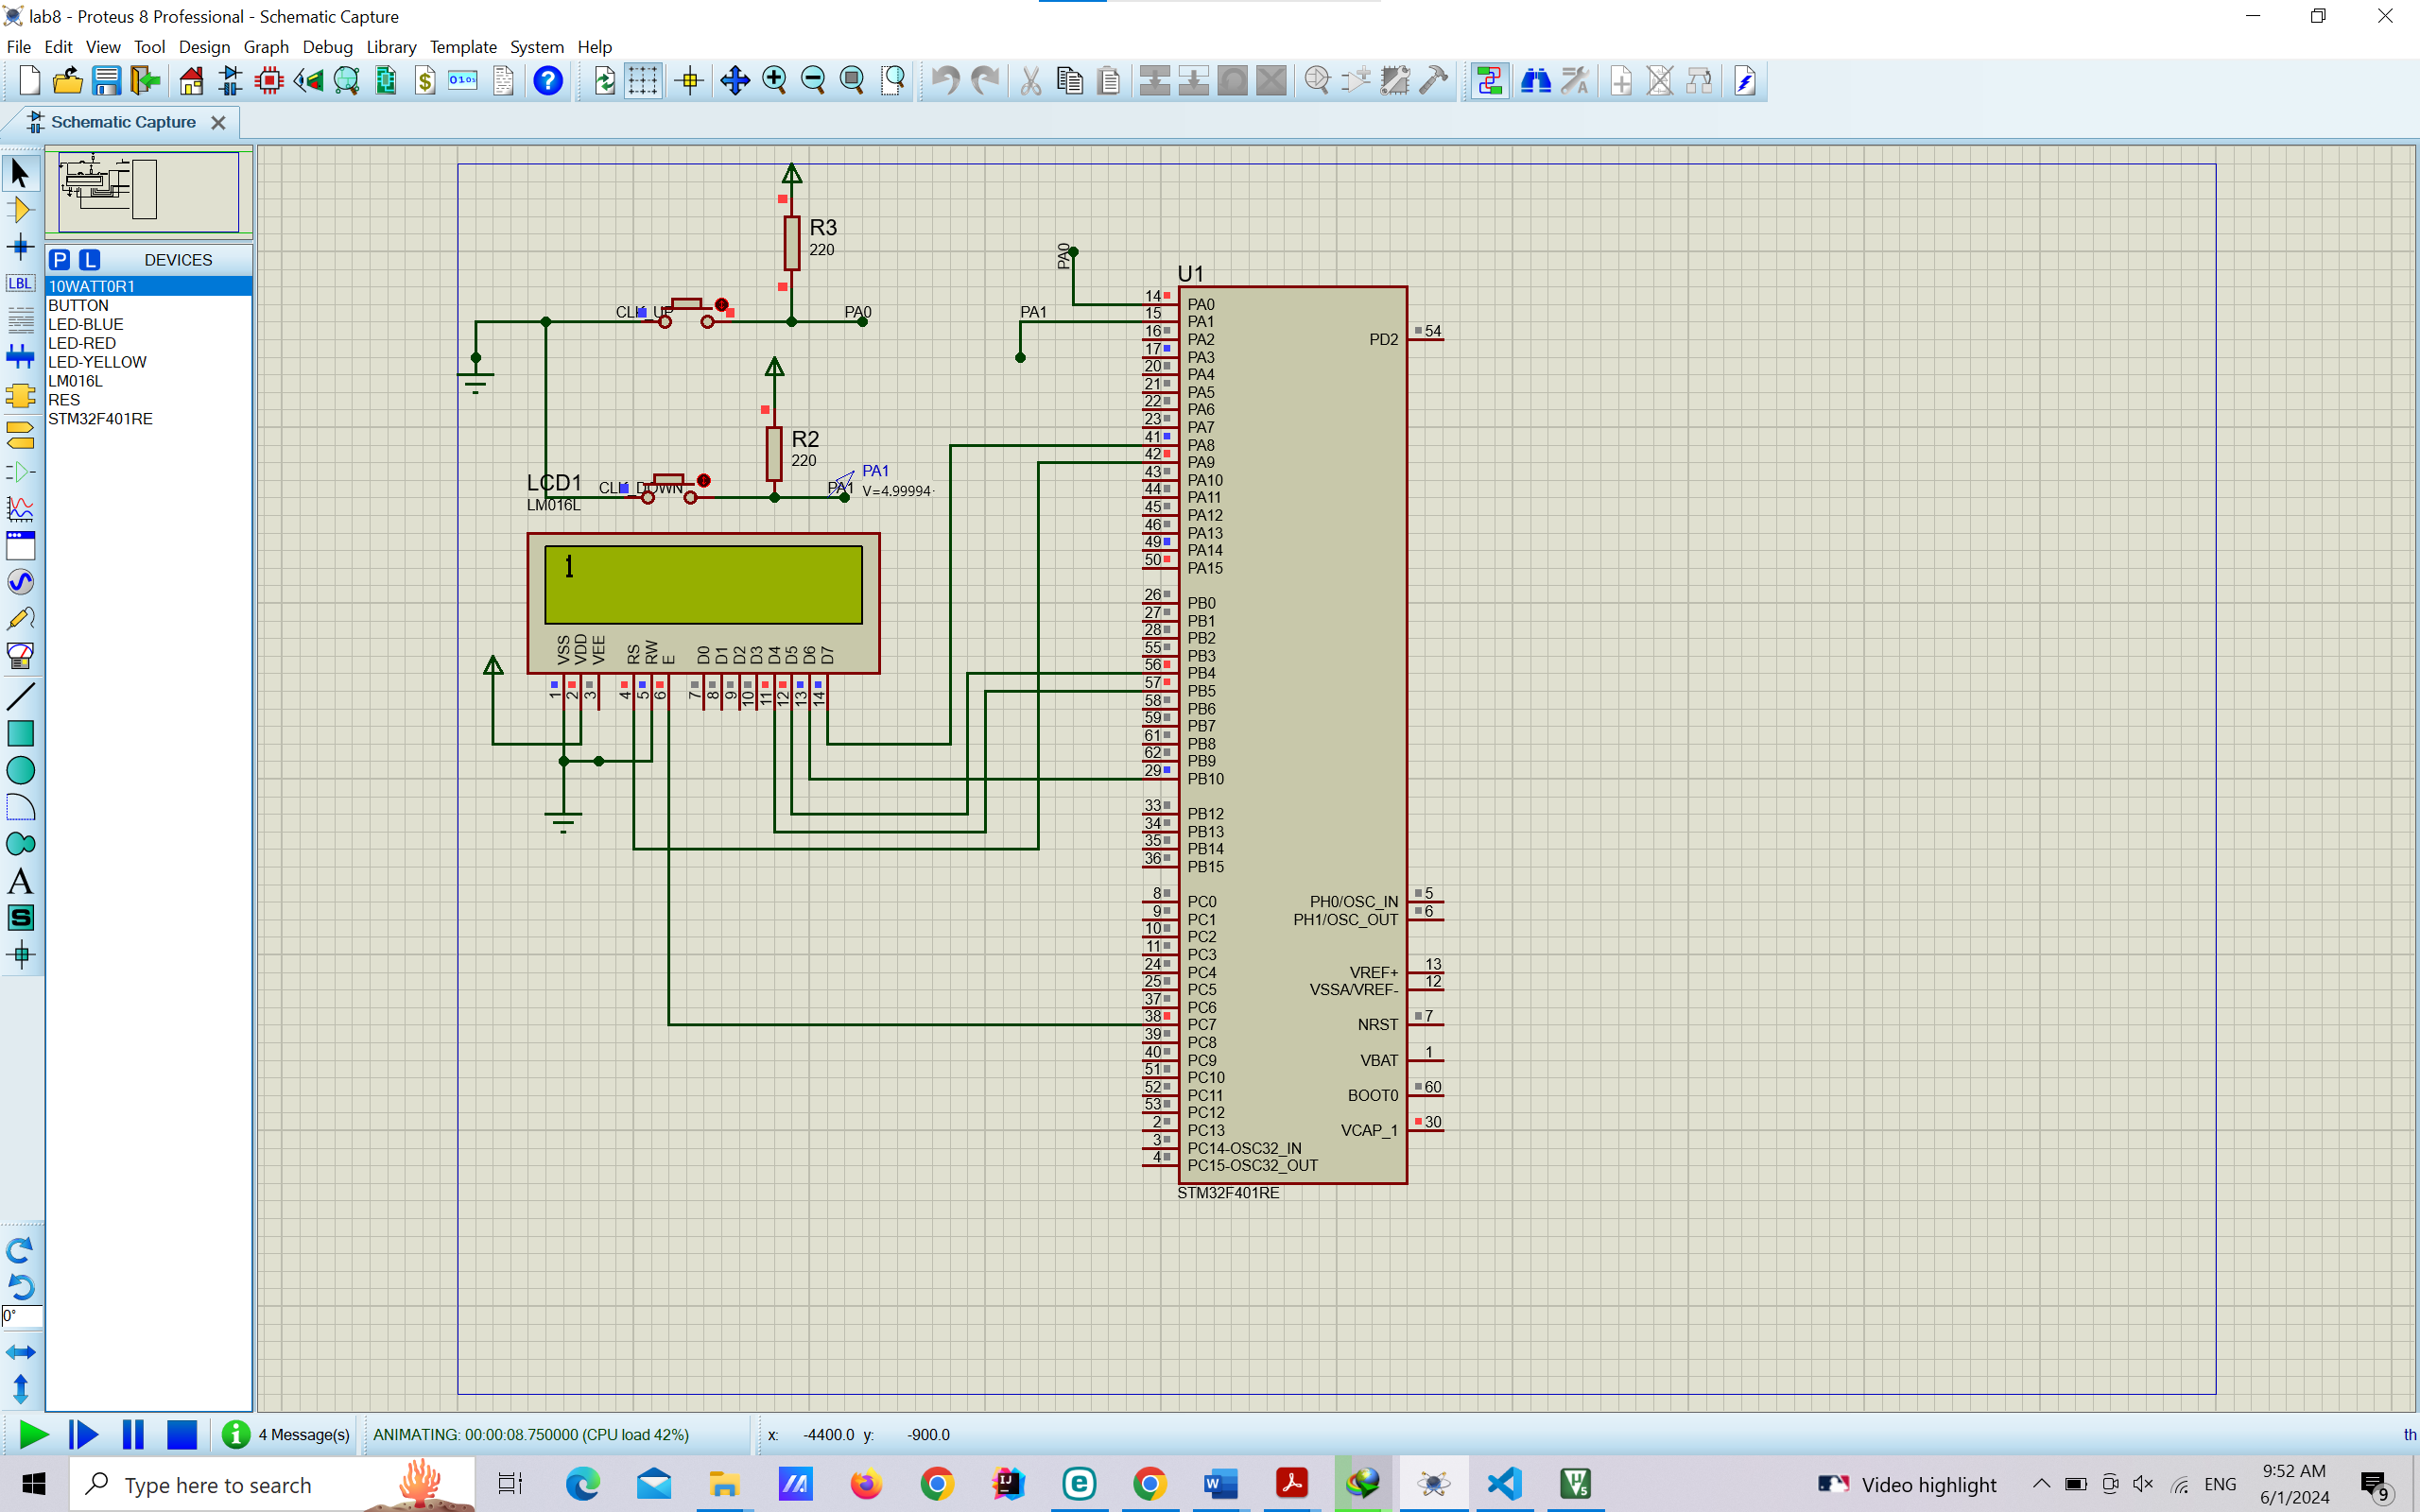 lab8 - Proteus 8 Professional - Schematic Capture
File Edit View Tool Design Graph Debug Library Template System Help
Schematic Capture
P L DEVICES
10WATT0R1
BUTTON
LED-BLUE
LED-RED
LED-YELLOW
LM016L
RES
STM32F401RE
LBL
A
S
0°
R3
220
CLK_UP
PA0
R2
220
PA1
V=4.99994
CLK_DOWN
PA1
LCD1
LM016L
1
VSS VDD VEE RS RW E D0 D1 D2 D3 D4 D5 D6 D7
1 2 3 4 5 6 7 8 9 10 11 12 13 14
PA0
PA1
U1
14 PA0
15 PA1
16 PA2
17 PA3
20 PA4
21 PA5
22 PA6
23 PA7
41 PA8
42 PA9
43 PA10
44 PA11
45 PA12
46 PA13
49 PA14
50 PA15
26 PB0
27 PB1
28 PB2
55 PB3
56 PB4
57 PB5
58 PB6
59 PB7
61 PB8
62 PB9
29 PB10
33 PB12
34 PB13
35 PB14
36 PB15
8 PC0
9 PC1
10 PC2
11 PC3
24 PC4
25 PC5
37 PC6
38 PC7
39 PC8
40 PC9
51 PC10
52 PC11
53 PC12
2 PC13
3 PC14-OSC32_IN
4 PC15-OSC32_OUT
PD2 54
PH0/OSC_IN 5
PH1/OSC_OUT 6
VREF+ 13
VSSA/VREF- 12
NRST 7
VBAT 1
BOOT0 60
VCAP_1 30
STM32F401RE
4 Message(s) ANIMATING: 00:00:08.750000 (CPU load 42%) x: -4400.0 y: -900.0 th
Type here to search
Video highlight ENG
9:52 AM
6/1/2024
9